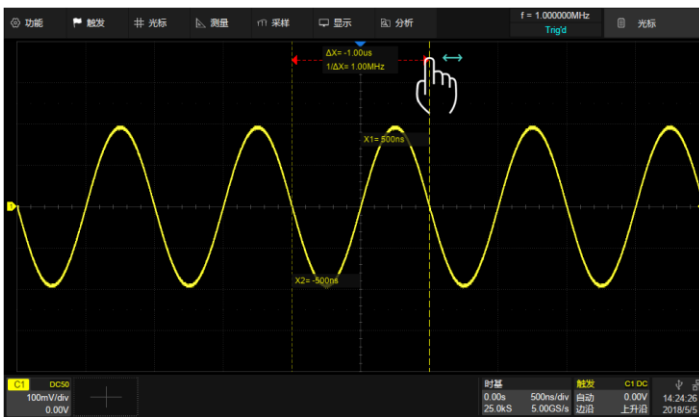 功能 触发 光标 测量 采样 显示 分析 f = 1.000000MHz 光标
Trig'd
ΔX= -1.00us
1/ΔX= 1.00MHz
X1= 500ns
X2= -500ns
C1 DC50
100mV/div
0.00V
时基
0.00s 500ns/div
25.0kS 5.00GS/s
触发 C1 DC
自动 0.00V
边沿 上升沿
14:24:26